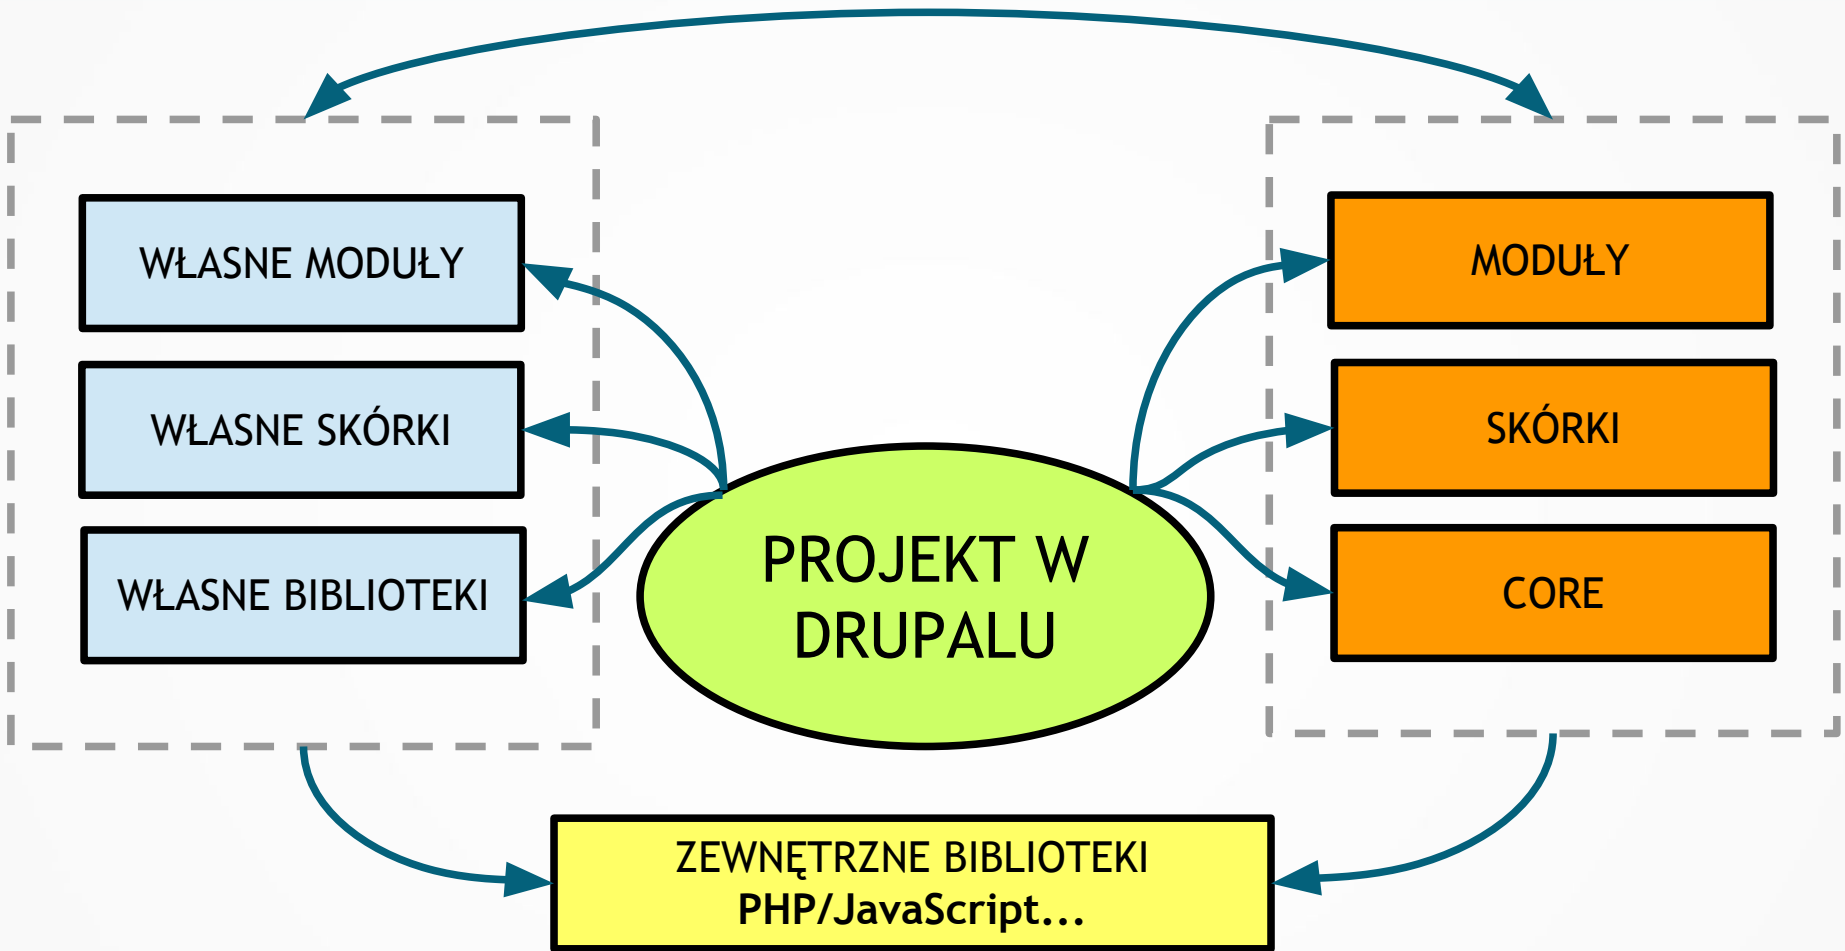 WŁASNE MODUŁY
WŁASNE SKÓRKI
WŁASNE BIBLIOTEKI
PROJEKT W
DRUPALU
MODUŁY
SKÓRKI
CORE
ZEWNĘTRZNE BIBLIOTEKI
PHP/JavaScript...